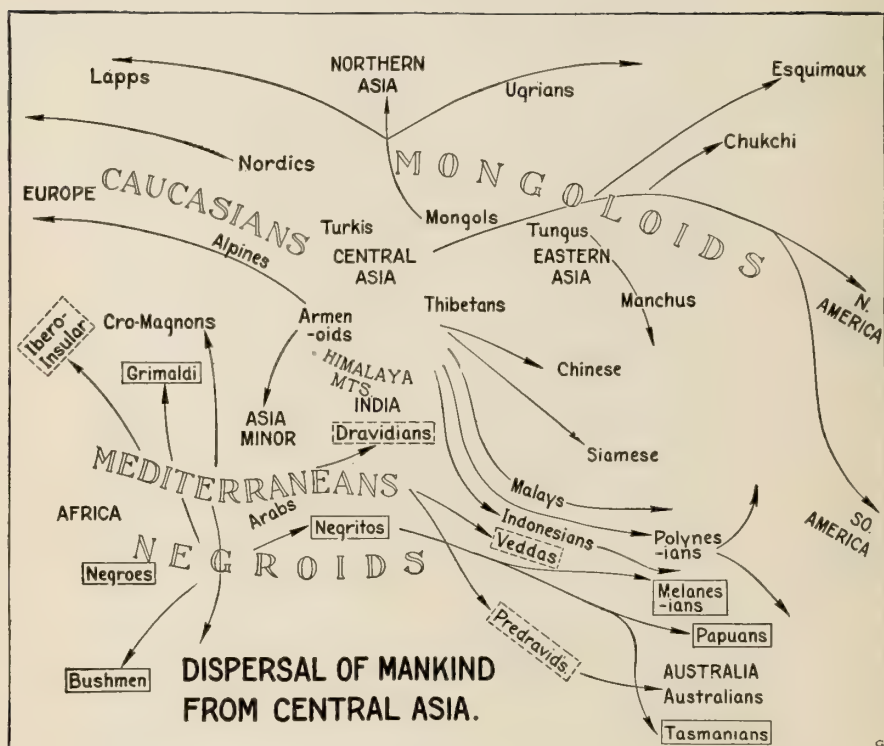 NORTHERN
ASIA
Lapps
Ugrians
Esquimaux
Chukchi
Nordics
MONGOLOIDS
EUROPE
CAUCASIANS
Alpines
Turkis
Mongols
CENTRAL
ASIA
Tungus
EASTERN
ASIA
Manchus
N.
AMERICA
Ibero-
Insular
Cro-Magnons
Armen
-oids
Thibetans
Grimaldi
HIMALAYA
MTS.
INDIA
Chinese
ASIA
MINOR
Dravidians
Siamese
MEDITERRANEANS
Arabs
Malays
AFRICA
Negritos
Indonesians
Veddas
Polynes
-ians
SO.
AMERICA
NEGROIDS
Negroes
Melanes
-ians
Predravids
Papuans
Bushmen
DISPERSAL OF MANKIND
FROM CENTRAL ASIA.
AUSTRALIA
Australians
Tasmanians